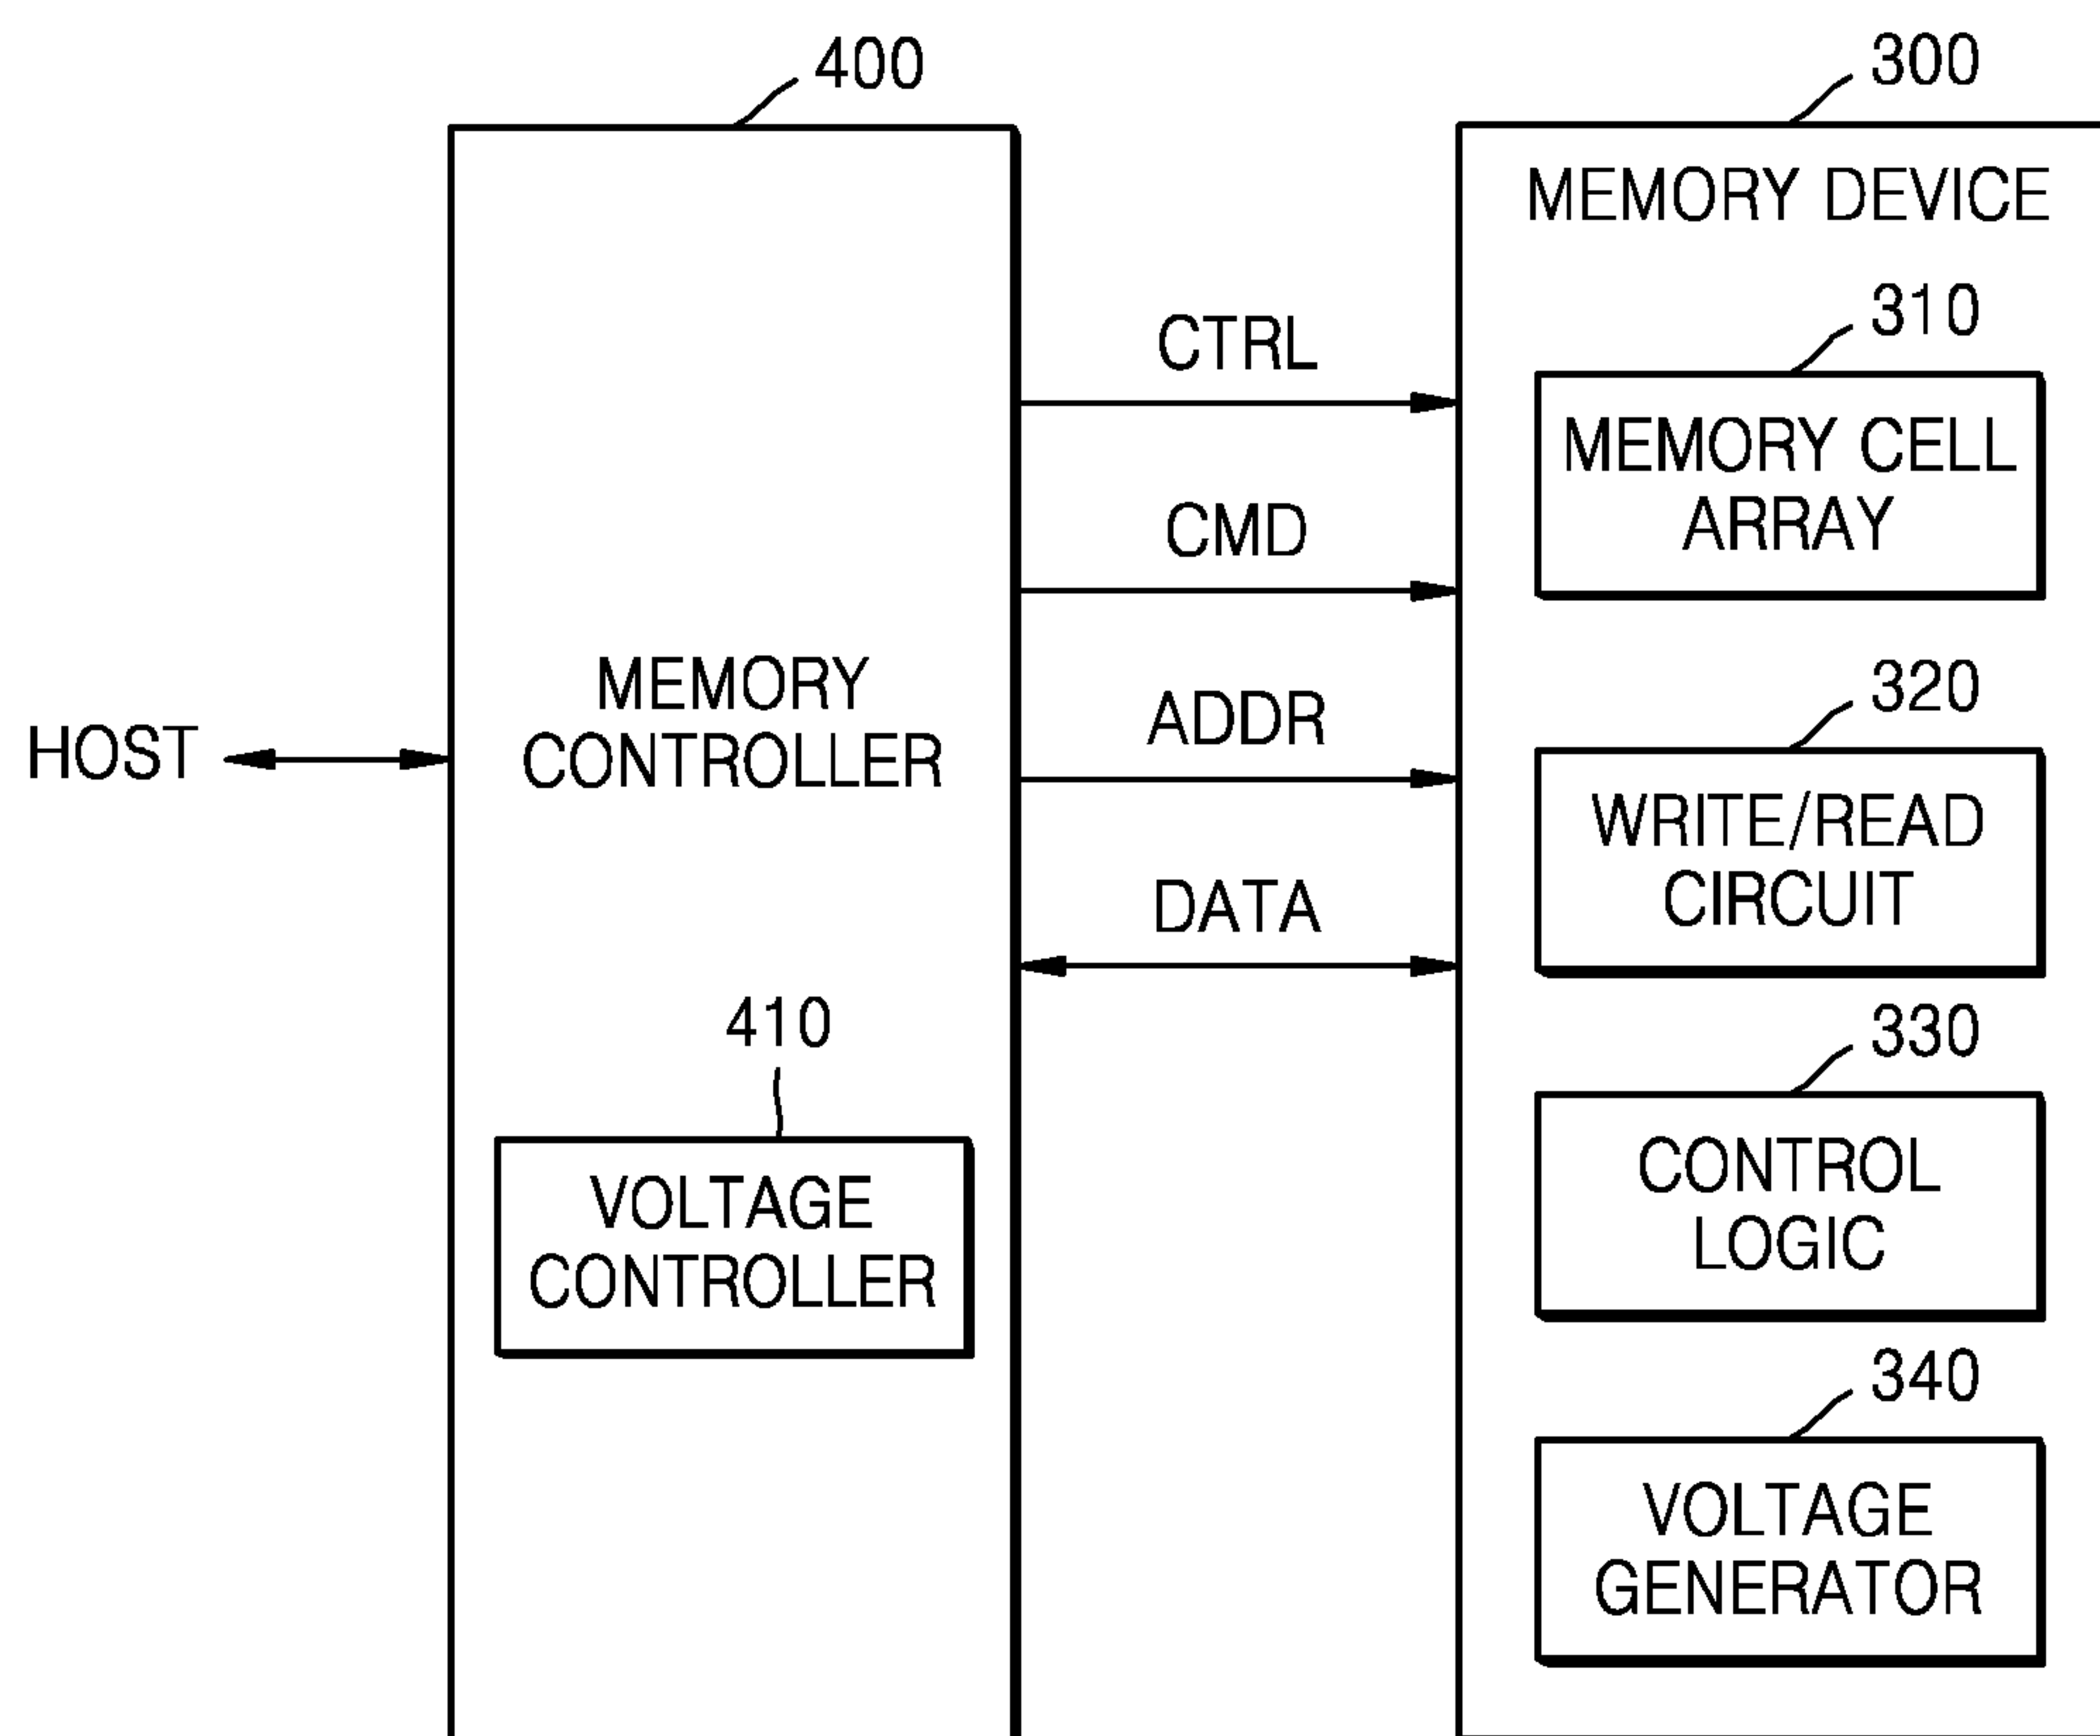 400
300
MEMORY DEVICE
310
CTRL
MEMORY CELL
ARRAY
CMD
MEMORY
CONTROLLER
HOST
ADDR
320
WRITE/READ
CIRCUIT
DATA
410
VOLTAGE
CONTROLLER
330
CONTROL
LOGIC
340
VOLTAGE
GENERATOR